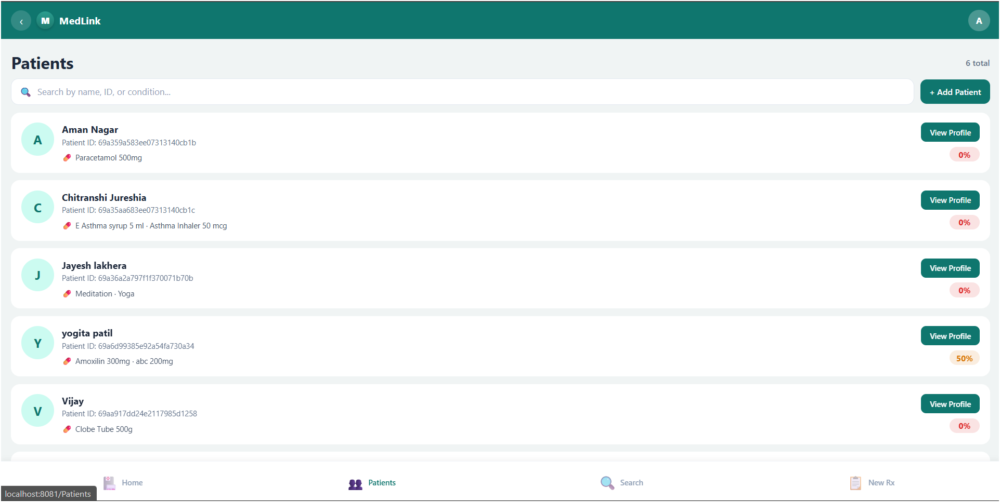 ‹ M MedLink A
Patients
6 total
Search by name, ID, or condition...
+ Add Patient
A
Aman Nagar
Patient ID: 69a359a583ee07313140cb1b
Paracetamol 500mg
View Profile
0%
C
Chitranshi Jureshia
Patient ID: 69a35aa683ee07313140cb1c
E Asthma syrup 5 ml · Asthma Inhaler 50 mcg
View Profile
0%
J
Jayesh lakhera
Patient ID: 69a36a2a797f1f370071b70b
Meditation · Yoga
View Profile
0%
Y
yogita patil
Patient ID: 69a6d99385e92a54fa730a34
Amoxilin 300mg · abc 200mg
View Profile
50%
V
Vijay
Patient ID: 69aa917dd24e2117985d1258
Clobe Tube 500g
View Profile
0%
Home
Patients
Search
New Rx
localhost:8081/Patients